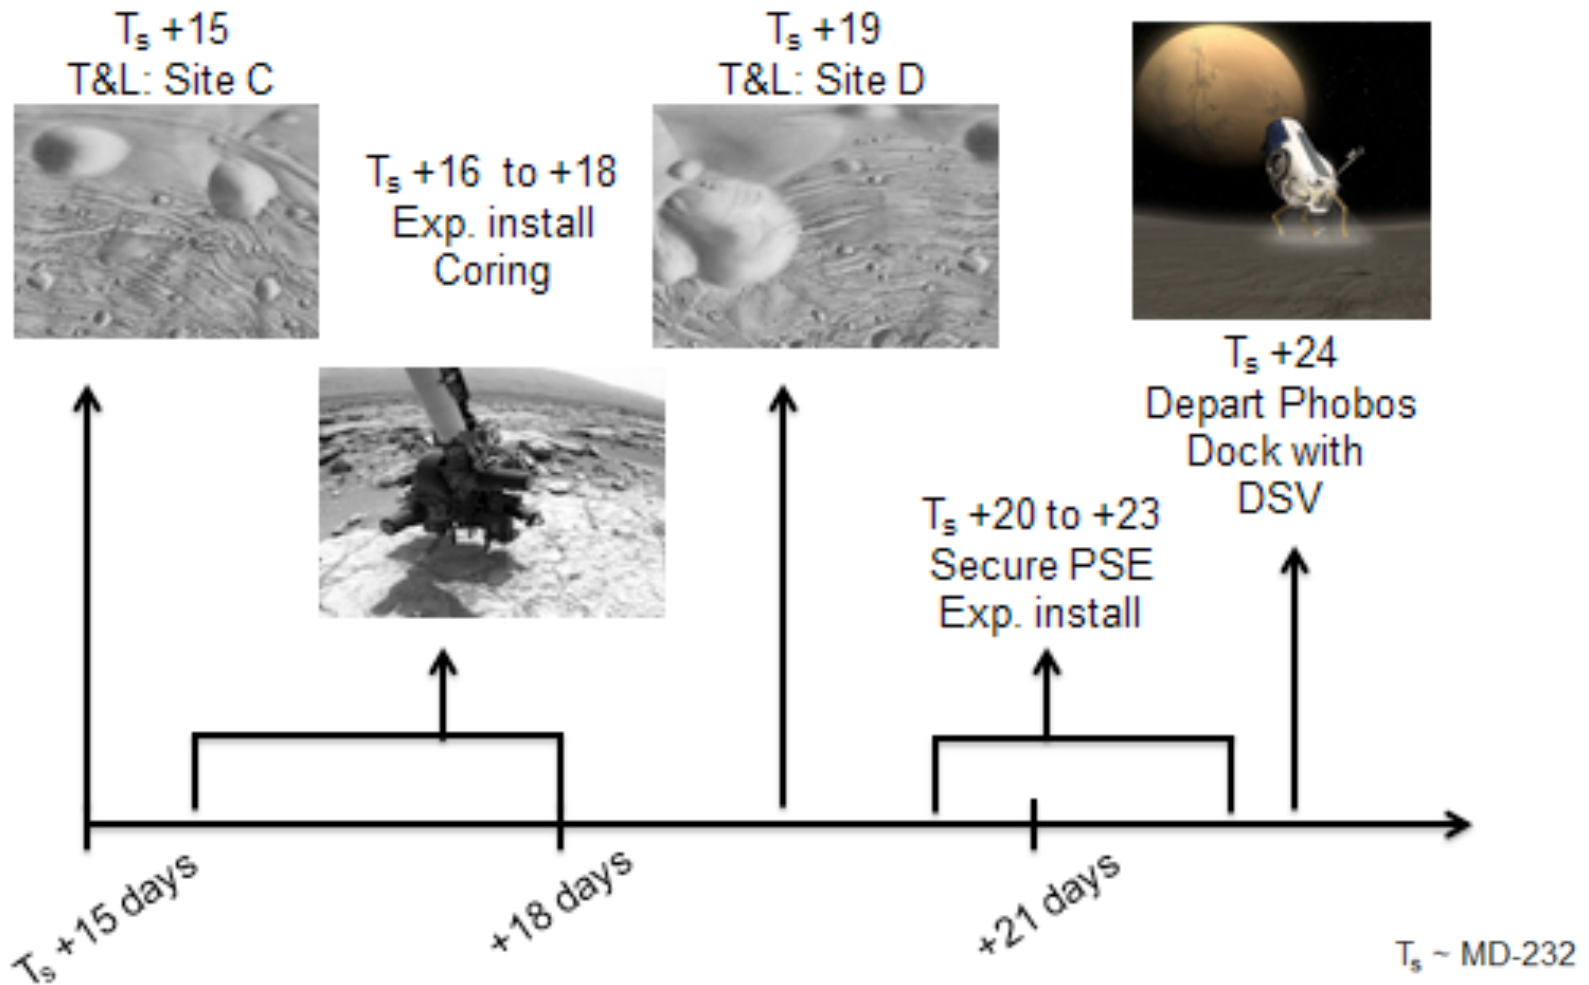 Ts +15
T&L: Site C
Ts +16 to +18
Exp. install
Coring
Ts +19
T&L: Site D
Ts +20 to +23
Secure PSE
Exp. install
Ts +24
Depart Phobos
Dock with
DSV
Ts +15 days
+18 days
+21 days
Ts ~ MD-232